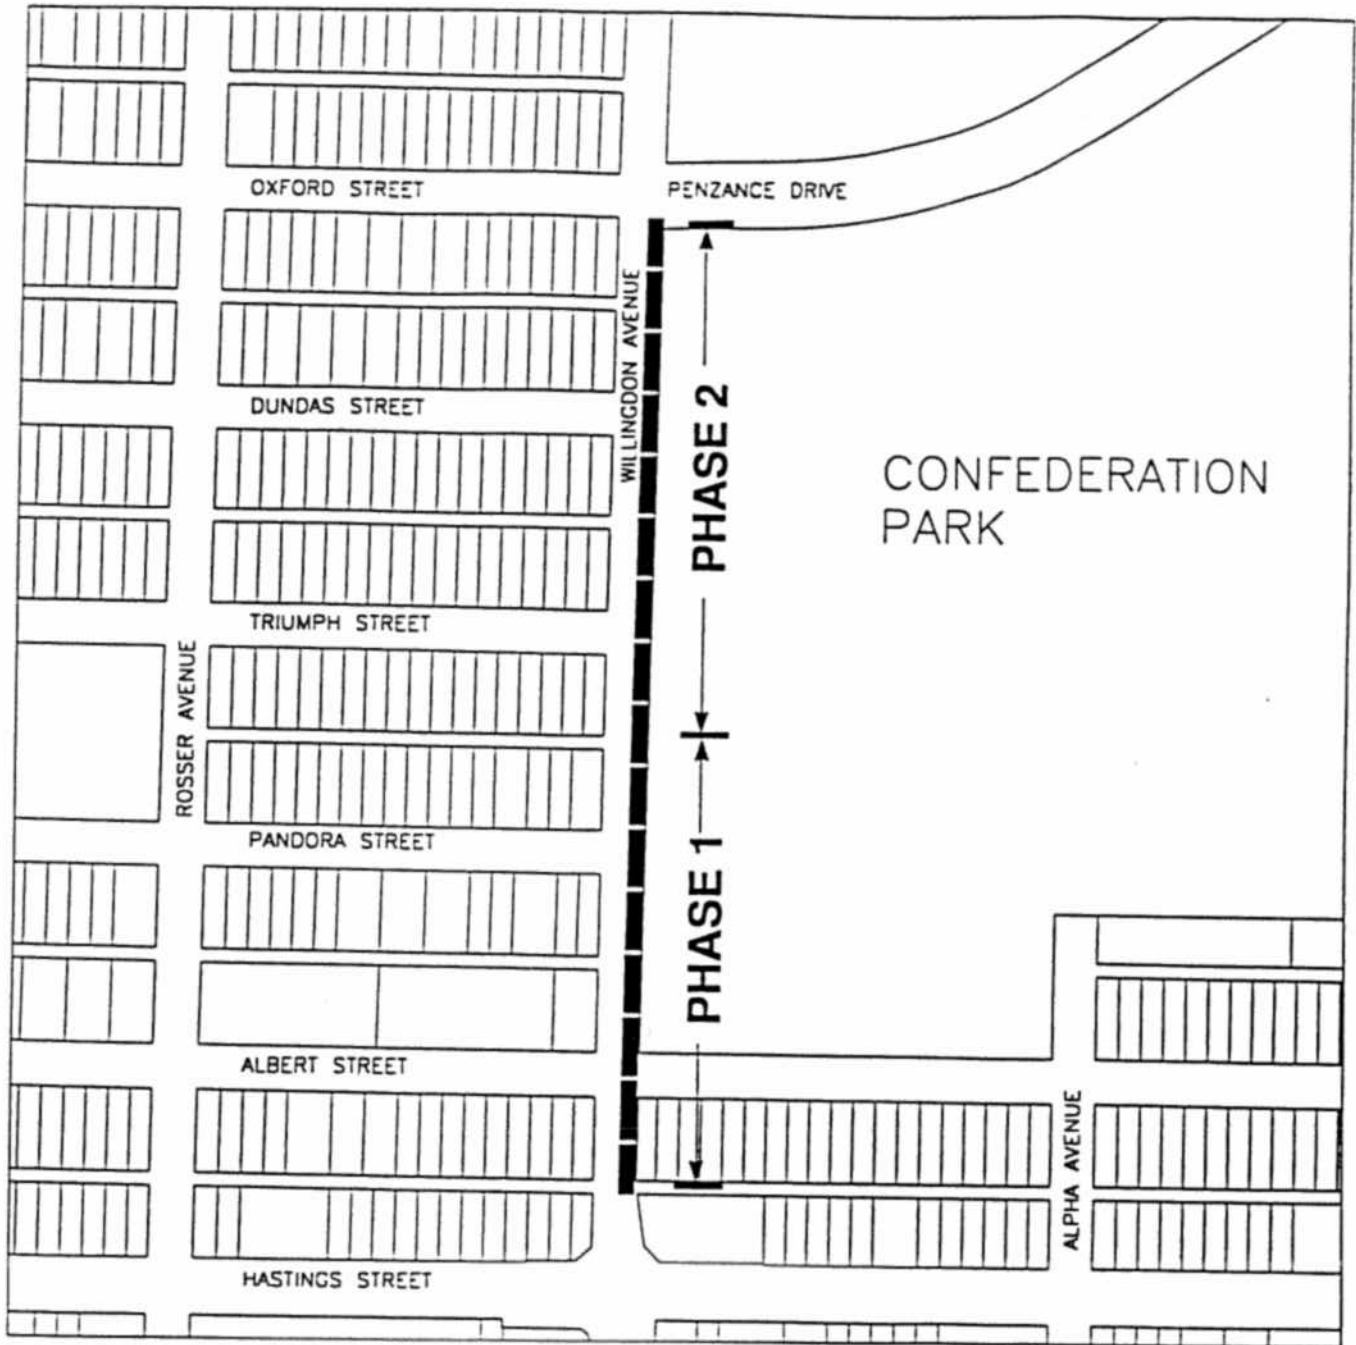 OXFORD STREET
PENZANCE DRIVE
WILLINGDON AVENUE
DUNDAS STREET
PHASE 2
CONFEDERATION
PARK
TRIUMPH STREET
ROSSER AVENUE
PANDORA STREET
PHASE 1
ALBERT STREET
ALPHA AVENUE
HASTINGS STREET